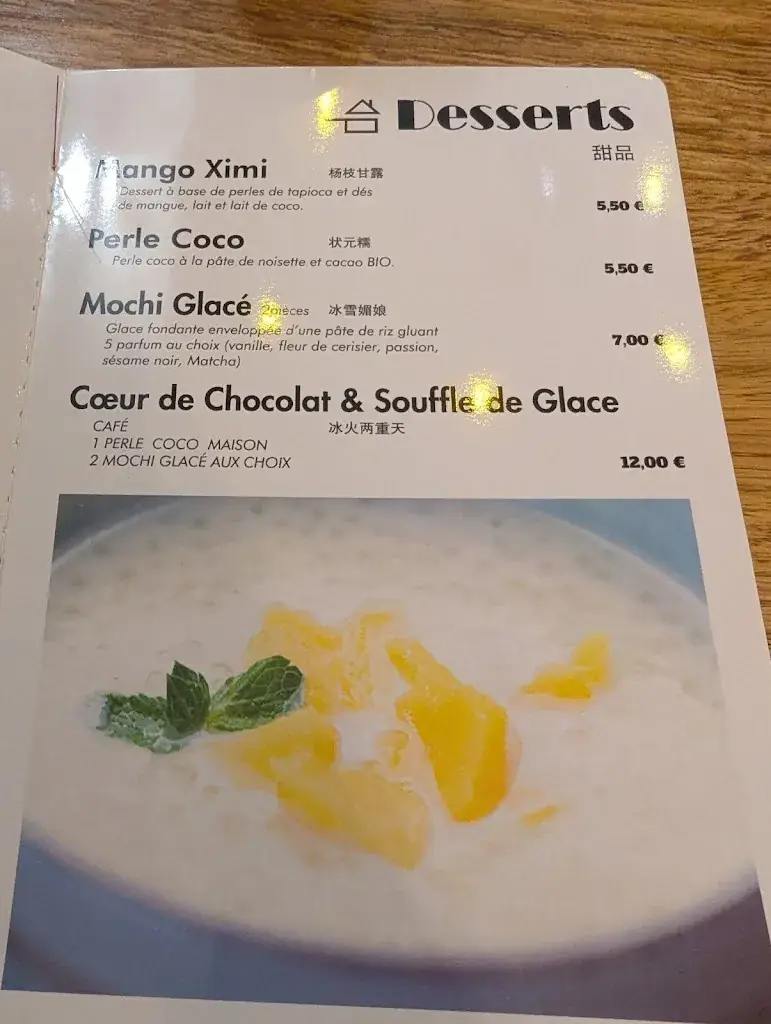 Desserts
甜品
Mango Ximi 杨枝甘露
Dessert à base de perles de tapioca et dés
de mangue, lait et lait de coco.
5,50 €
Perle Coco 状元糯
Perle coco à la pâte de noisette et cacao BIO.
5,50 €
Mochi Glacé 2pièces 冰雪媚娘
Glace fondante enveloppée d'une pâte de riz gluant
5 parfum au choix (vanille, fleur de cerisier, passion,
sésame noir, Matcha)
7,00 €
Cœur de Chocolat & Souffle de Glace
CAFÉ 冰火两重天
1 PERLE COCO MAISON
2 MOCHI GLACÉ AUX CHOIX
12,00 €